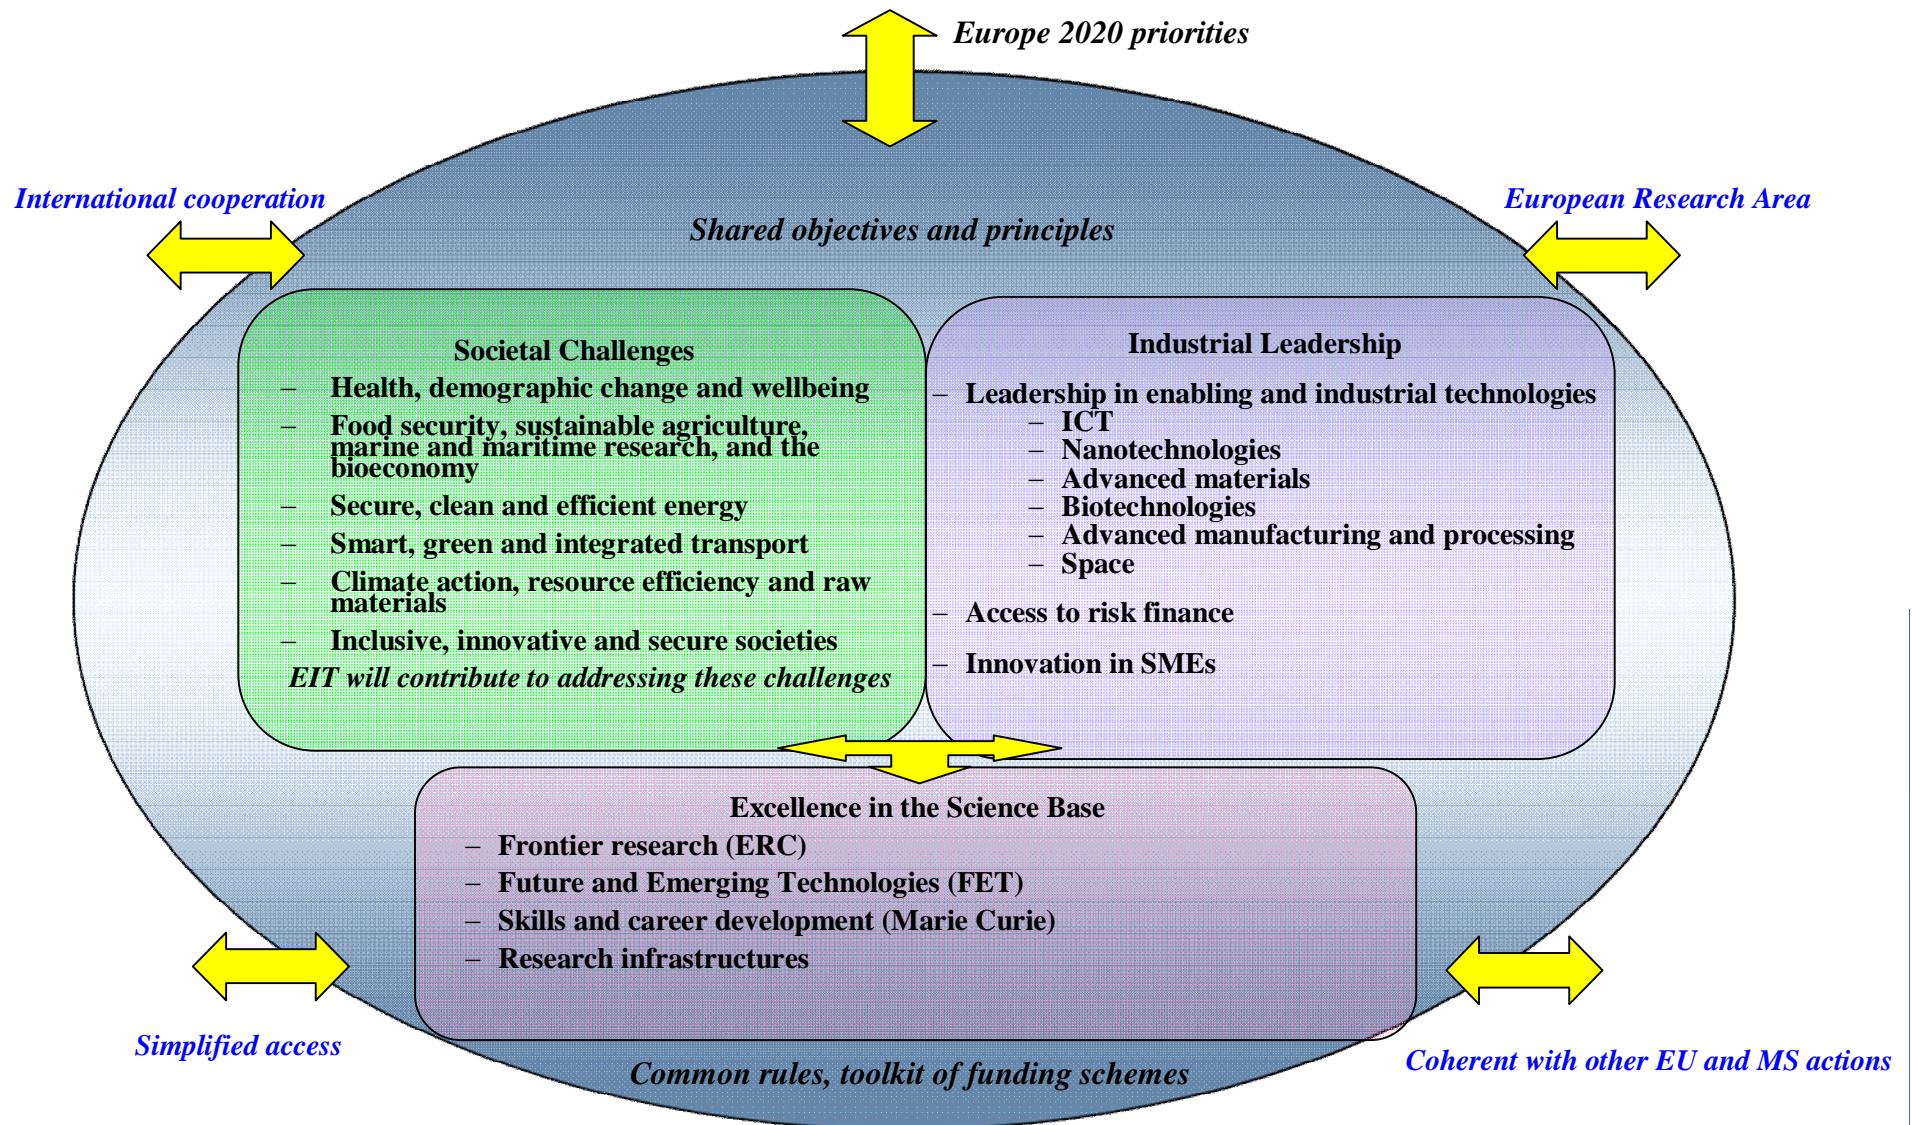 Europe 2020 priorities
International cooperation
European Research Area
Shared objectives and principles
Societal Challenges
– Health, demographic change and wellbeing
– Food security, sustainable agriculture,
marine and maritime research, and the
bioeconomy
– Secure, clean and efficient energy
– Smart, green and integrated transport
– Climate action, resource efficiency and raw
materials
– Inclusive, innovative and secure societies
EIT will contribute to addressing these challenges
Industrial Leadership
– Leadership in enabling and industrial technologies
– ICT
– Nanotechnologies
– Advanced materials
– Biotechnologies
– Advanced manufacturing and processing
– Space
– Access to risk finance
– Innovation in SMEs
Excellence in the Science Base
– Frontier research (ERC)
– Future and Emerging Technologies (FET)
– Skills and career development (Marie Curie)
– Research infrastructures
Simplified access
Coherent with other EU and MS actions
Common rules, toolkit of funding schemes